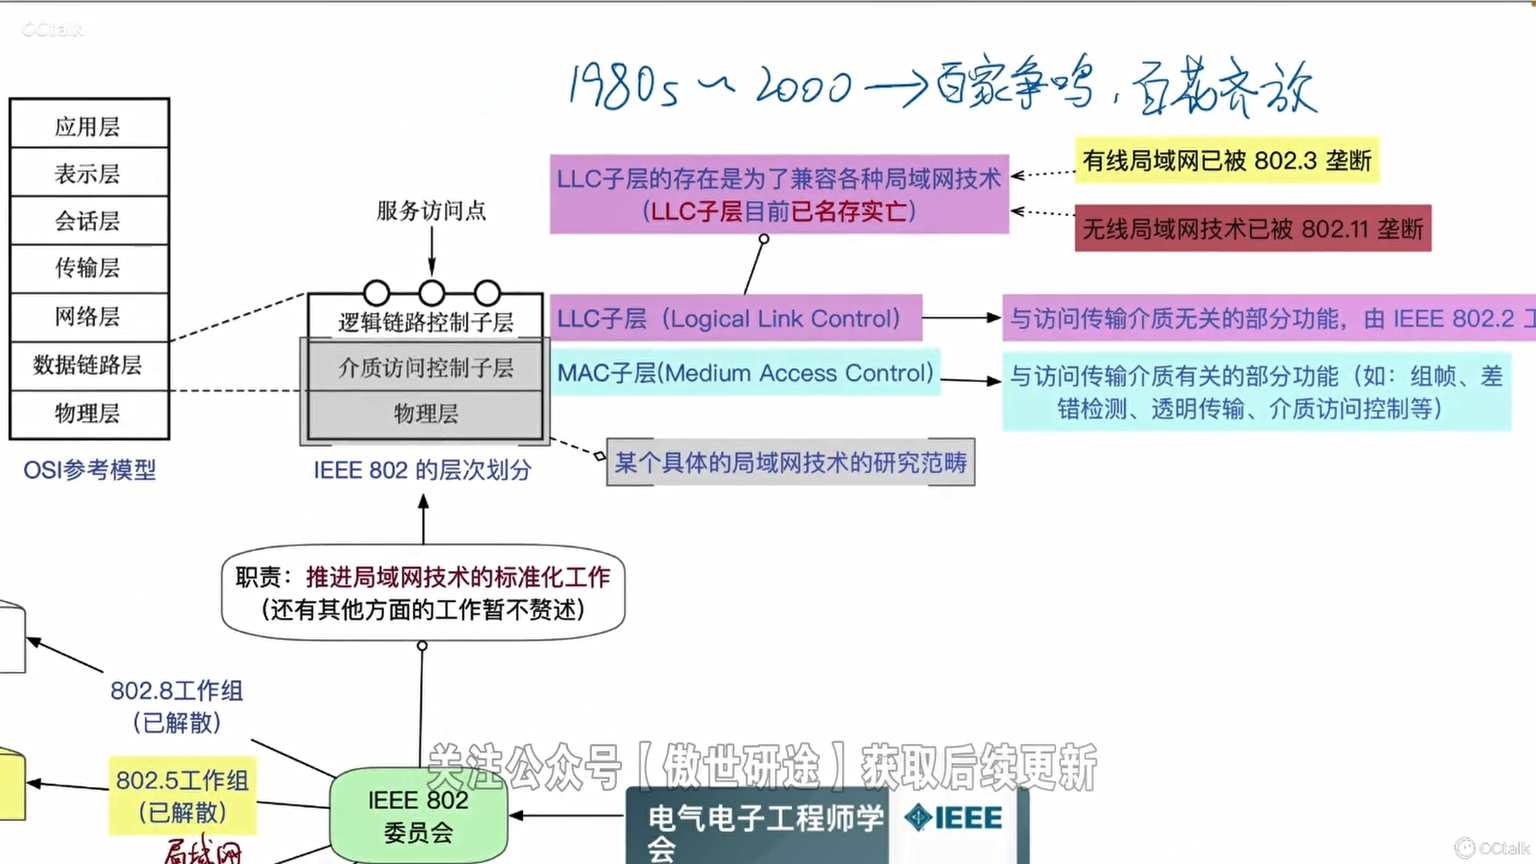 CCtalk
1980s ~ 2000 → 百家争鸣，百花齐放
应用层
表示层
会话层
传输层
网络层
数据链路层
物理层
OSI参考模型
服务访问点
逻辑链路控制子层
介质访问控制子层
物理层
IEEE 802 的层次划分
LLC子层的存在是为了兼容各种局域网技术
（LLC子层目前已名存实亡）
有线局域网已被 802.3 垄断
无线局域网技术已被 802.11 垄断
LLC子层（Logical Link Control）
与访问传输介质无关的部分功能，由 IEEE 802.2 工
MAC子层(Medium Access Control)
与访问传输介质有关的部分功能（如：组帧、差
错检测、透明传输、介质访问控制等）
某个具体的局域网技术的研究范畴
职责：推进局域网技术的标准化工作
（还有其他方面的工作暂不赘述）
802.8工作组
（已解散）
802.5工作组
（已解散）
局域网
IEEE 802
委员会
关注公众号【傲世研途】获取后续更新
电气电子工程师学
会
IEEE
CCtalk